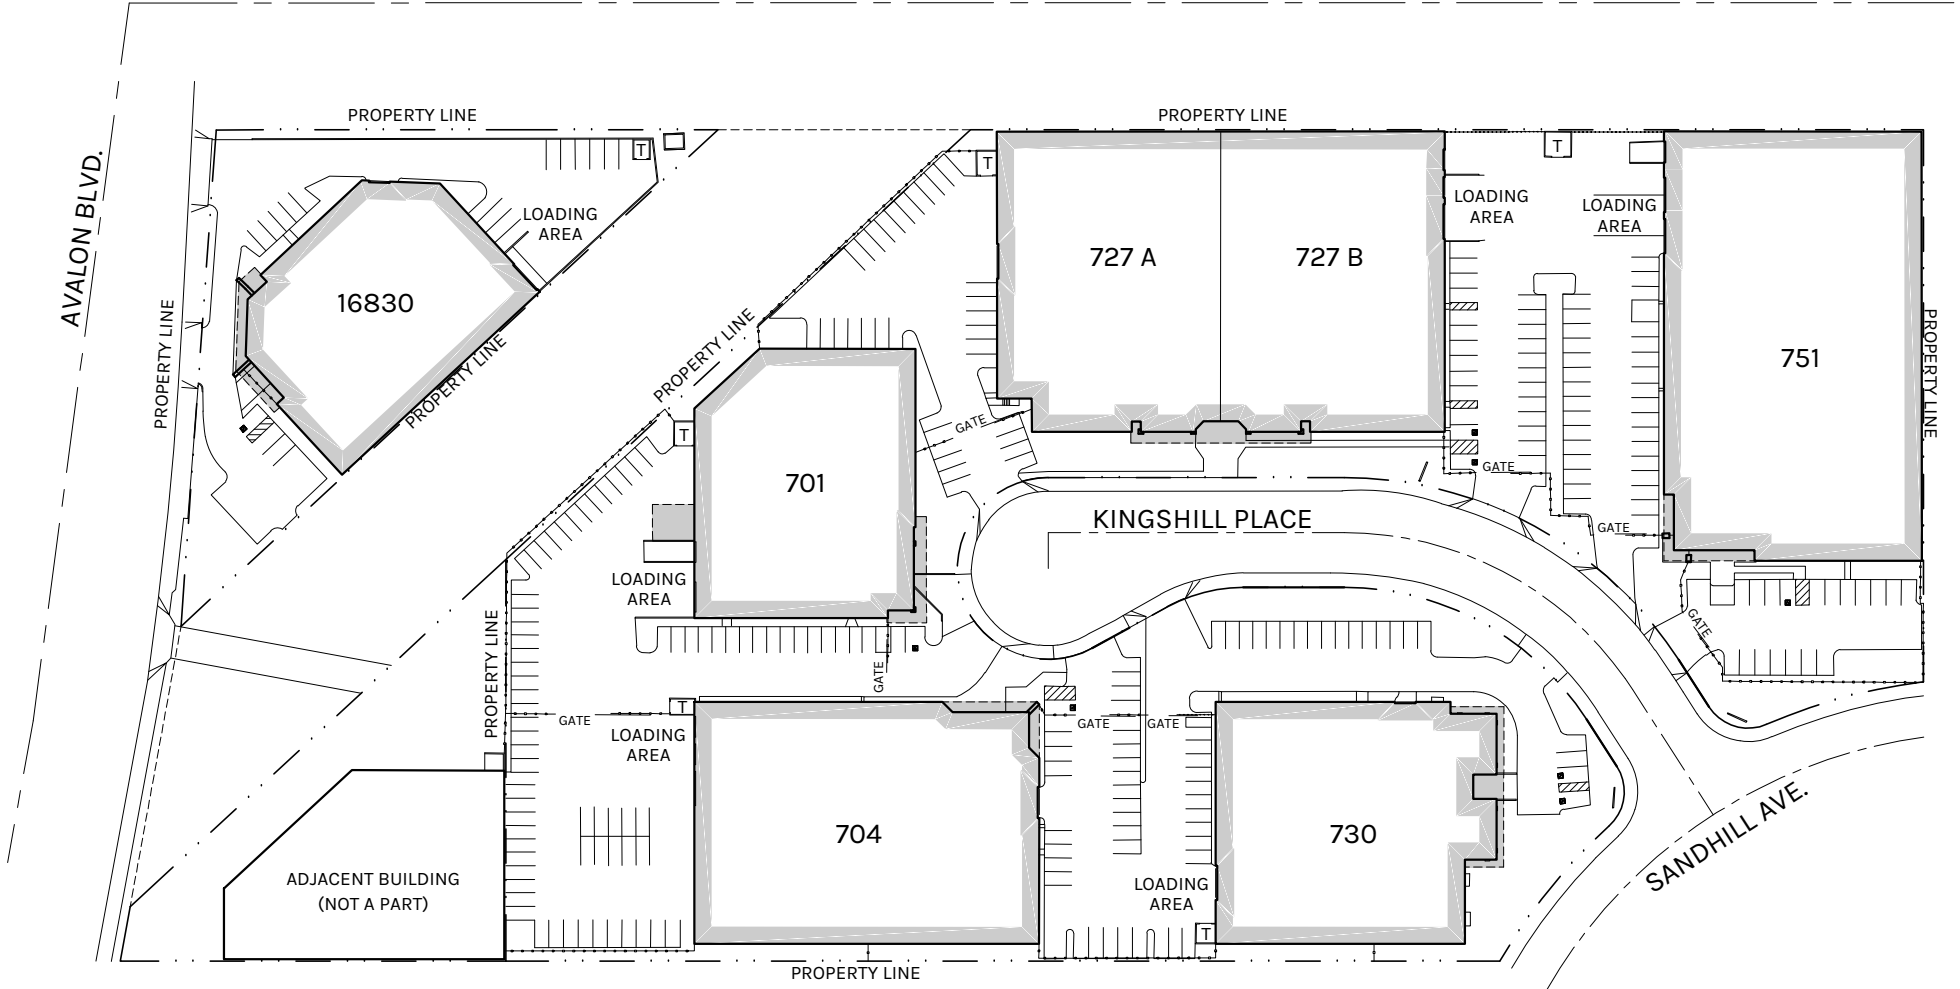 PROPERTY LINE
PROPERTY LINE
AVALON BLVD.
T
T
T
LOADING
AREA
LOADING
AREA
LOADING
AREA
727 A
727 B
16830
PROPERTY LINE
PROPERTY LINE
PROPERTY LINE
751
PROPERTY LINE
GATE
T
701
GATE
KINGSHILL PLACE
GATE
LOADING
AREA
GATE
GATE
PROPERTY LINE
T
GATE
GATE
GATE
LOADING
AREA
704
730
SANDHILL AVE.
ADJACENT BUILDING
(NOT A PART)
LOADING
AREA
T
PROPERTY LINE